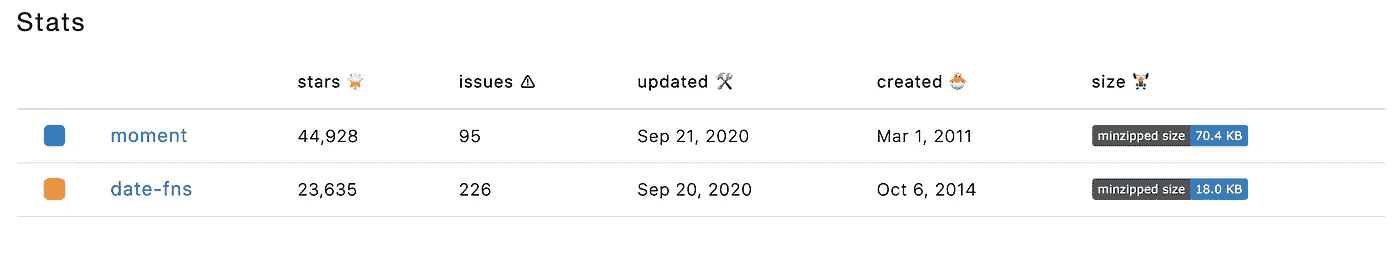 Stats
stars issues updated created size
moment 44,928 95 Sep 21, 2020 Mar 1, 2011 minzipped size 70.4 KB
date-fns 23,635 226 Sep 20, 2020 Oct 6, 2014 minzipped size 18.0 KB